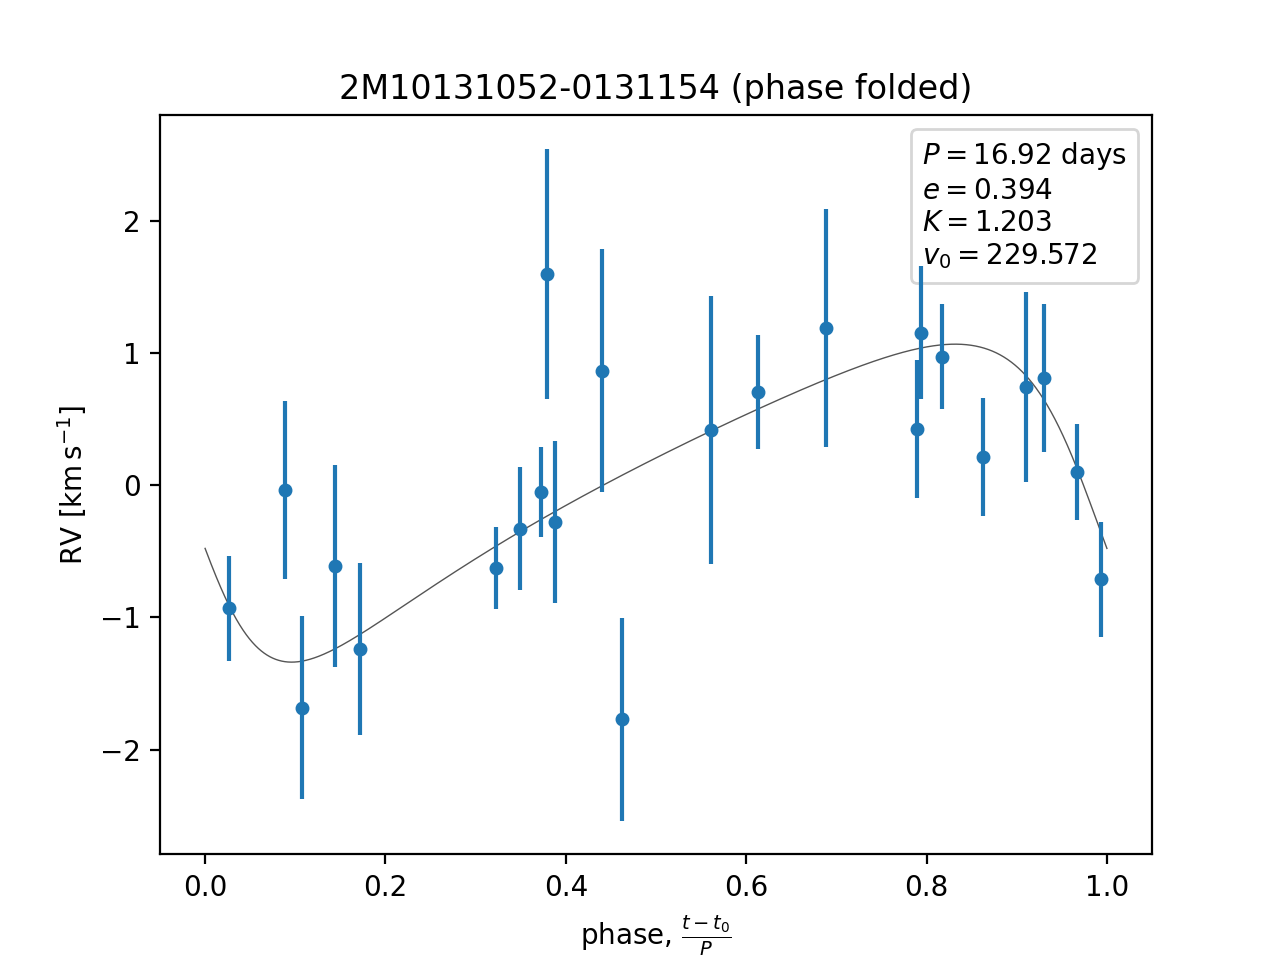 2M10131052-0131154 (phase folded)
P = 16.92 days
e = 0.394
K = 1.203
v₀ = 229.572
RV [km s⁻¹]
2
1
0
−1
−2
0.0 0.2 0.4 0.6 0.8 1.0
phase, (t − t₀)/P